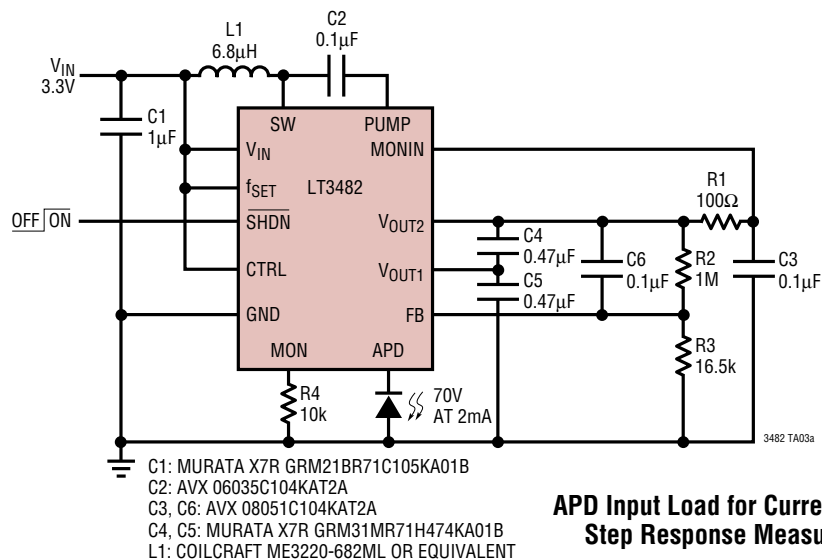 L1
6.8µH
C2
0.1µF
VIN
3.3V
C1
1µF
SW
PUMP
VIN
MONIN
fSET
LT3482
R1
100Ω
OFF ON
SHDN
VOUT2
C4
0.47µF
C6
0.1µF
R2
1M
C3
0.1µF
CTRL
VOUT1
C5
0.47µF
GND
FB
MON
APD
R3
16.5k
R4
10k
70V
AT 2mA
3482 TA03a
C1: MURATA X7R GRM21BR71C105KA01B
C2: AVX 06035C104KAT2A
C3, C6: AVX 08051C104KAT2A
C4, C5: MURATA X7R GRM31MR71H474KA01B
L1: COILCRAFT ME3220-682ML OR EQUIVALENT
APD Input Load for Curre
Step Response Measu